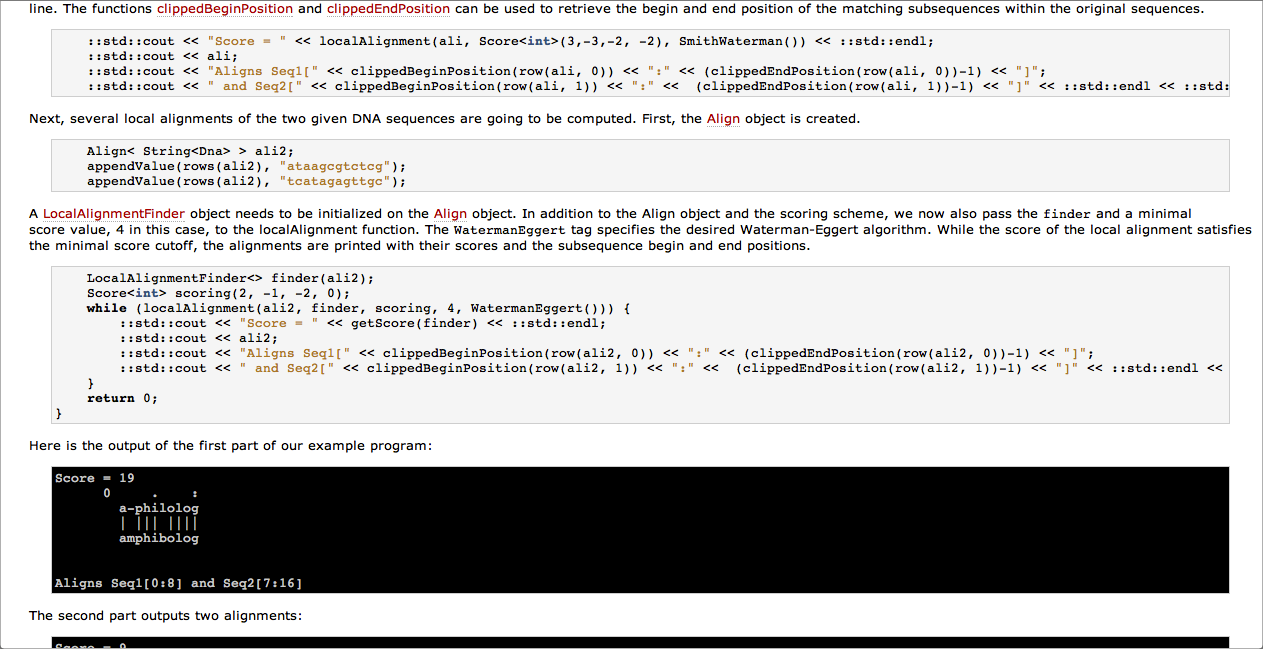 line. The functions clippedBeginPosition and clippedEndPosition can be used to retrieve the begin and end position of the matching subsequences within the original sequences.
::std::cout << "Score = " << localAlignment(ali, Score<int>(3,-3,-2, -2), SmithWaterman()) << ::std::endl;
::std::cout << ali;
::std::cout << "Aligns Seq1[" << clippedBeginPosition(row(ali, 0)) << ":" << (clippedEndPosition(row(ali, 0))-1) << "]";
::std::cout << " and Seq2[" << clippedBeginPosition(row(ali, 1)) << ":" <<  (clippedEndPosition(row(ali, 1))-1) << "]" << ::std::endl << ::std:
Next, several local alignments of the two given DNA sequences are going to be computed. First, the Align object is created.
Align< String<Dna> > ali2;
appendValue(rows(ali2), "ataagcgtctcg");
appendValue(rows(ali2), "tcatagagttgc");
A LocalAlignmentFinder object needs to be initialized on the Align object. In addition to the Align object and the scoring scheme, we now also pass the finder and a minimal
score value, 4 in this case, to the localAlignment function. The WatermanEggert tag specifies the desired Waterman-Eggert algorithm. While the score of the local alignment satisfies
the minimal score cutoff, the alignments are printed with their scores and the subsequence begin and end positions.
LocalAlignmentFinder<> finder(ali2);
Score<int> scoring(2, -1, -2, 0);
while (localAlignment(ali2, finder, scoring, 4, WatermanEggert())) {
::std::cout << "Score = " << getScore(finder) << ::std::endl;
::std::cout << ali2;
::std::cout << "Aligns Seq1[" << clippedBeginPosition(row(ali2, 0)) << ":" << (clippedEndPosition(row(ali2, 0))-1) << "]";
::std::cout << " and Seq2[" << clippedBeginPosition(row(ali2, 1)) << ":" <<  (clippedEndPosition(row(ali2, 1))-1) << "]" << ::std::endl <<
}
return 0;
}
Here is the output of the first part of our example program:
Score = 19
0     .    :
a-philolog
| ||| ||||
amphibolog
Aligns Seq1[0:8] and Seq2[7:16]
The second part outputs two alignments:
Score = 9